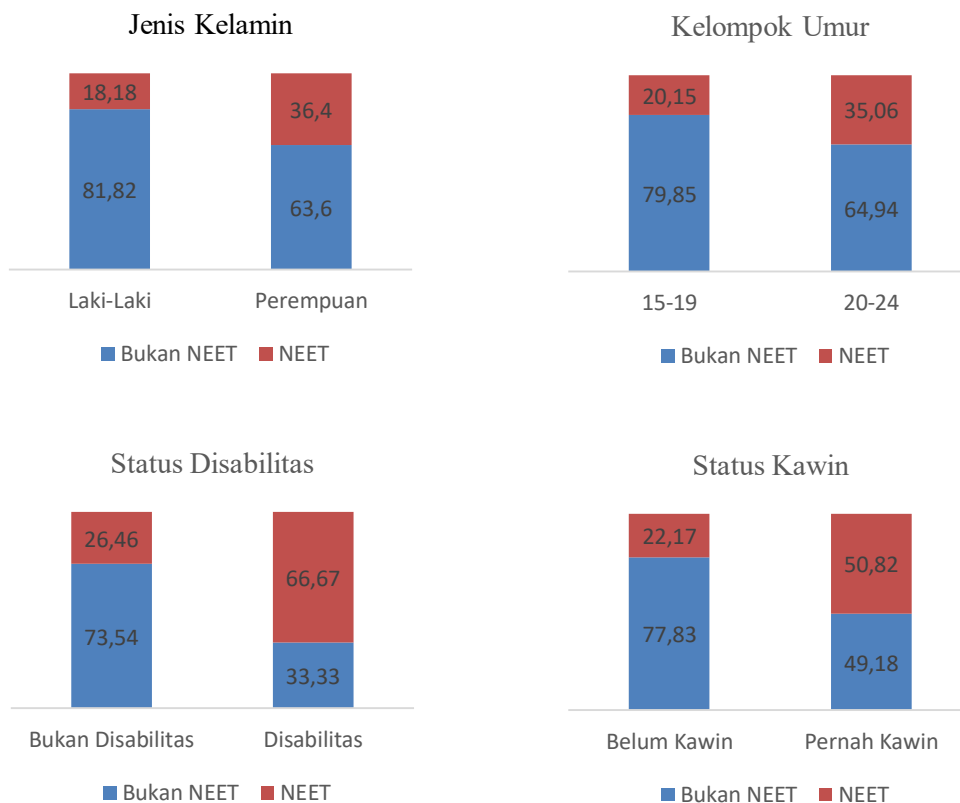 Jenis Kelamin
18,18
36,4
81,82
63,6
Laki-Laki
Perempuan
Bukan NEET
NEET
Kelompok Umur
20,15
35,06
79,85
64,94
15-19
20-24
Bukan NEET
NEET
Status Disabilitas
26,46
66,67
73,54
33,33
Bukan Disabilitas
Disabilitas
Bukan NEET
NEET
Status Kawin
22,17
50,82
77,83
49,18
Belum Kawin
Pernah Kawin
Bukan NEET
NEET